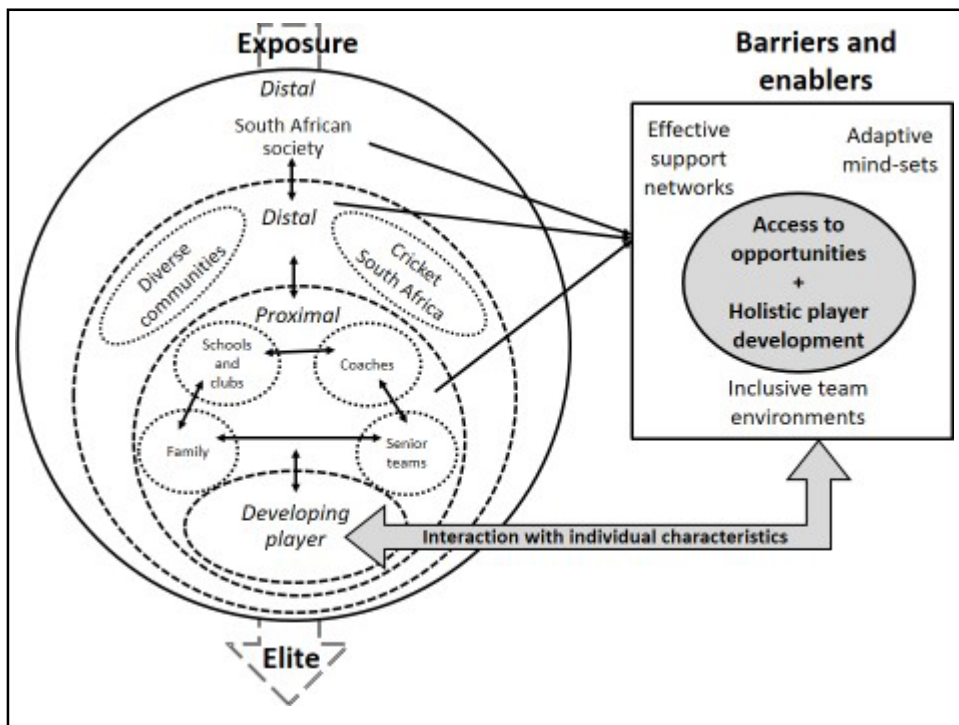 Exposure
Distal
South African
society
Distal
Diverse
communities
Cricket
South Africa
Proximal
Schools
and
clubs
Coaches
Family
Senior
teams
Developing
player
Elite
Barriers and
enablers
Effective
support
networks
Adaptive
mind-sets
Access to
opportunities
+
Holistic player
development
Inclusive team
environments
Interaction with individual characteristics